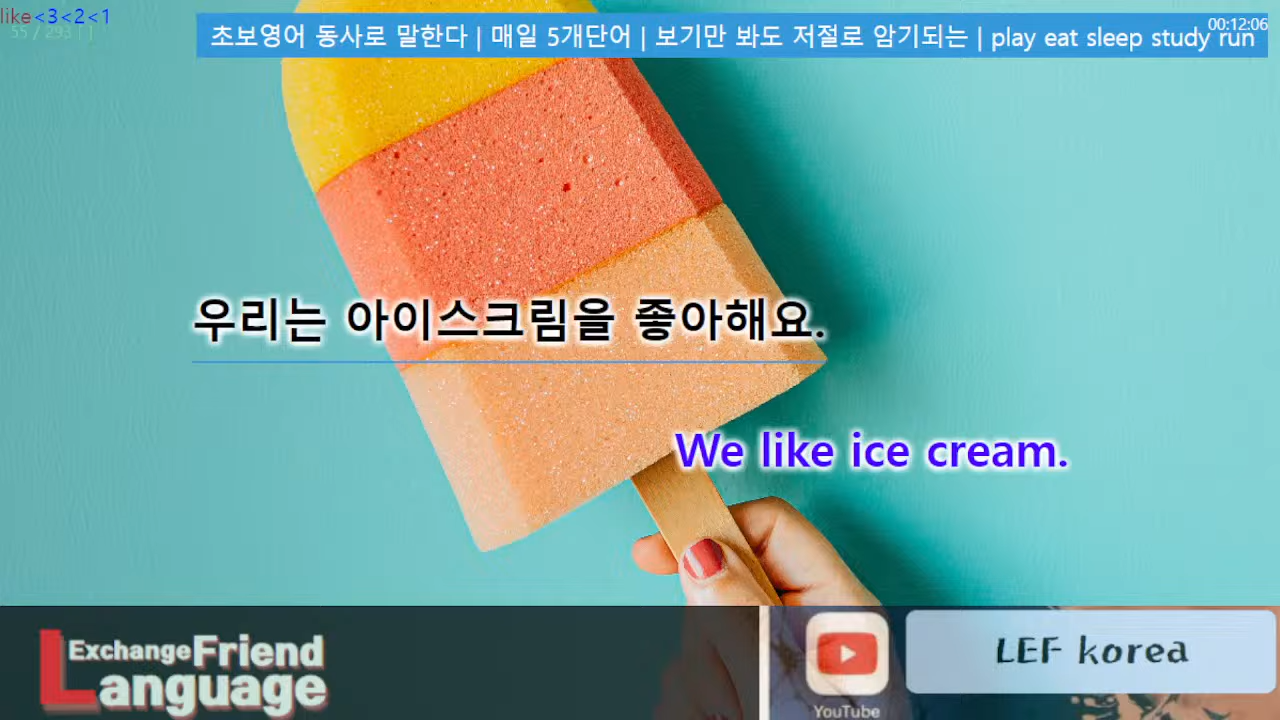 like<3<2<1
55 / 293 [ ]
초보영어 동사로 말한다 | 매일 5개단어 | 보기만 봐도 저절로 암기되는 | play eat sleep study run
00:12:06
우리는 아이스크림을 좋아해요.
We like ice cream.
Exchange Friend
Language
YouTube
LEF korea